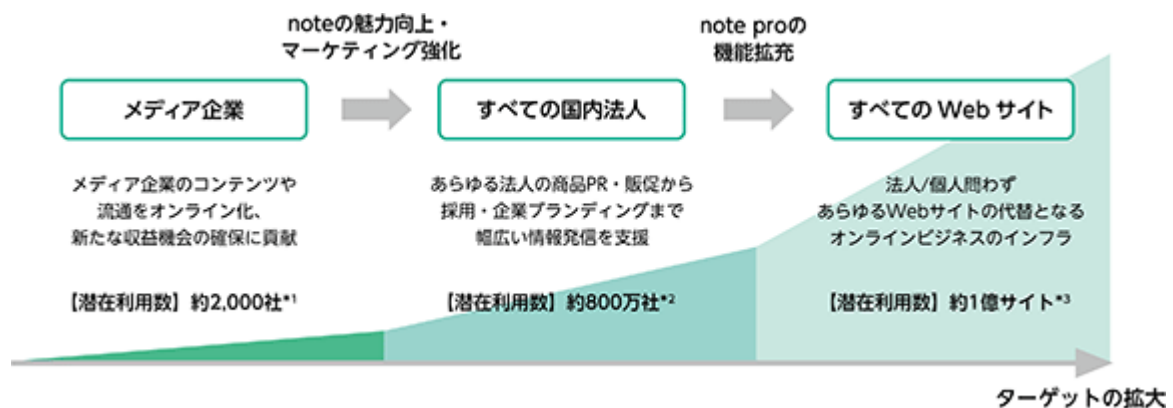 noteの魅力向上・
マーケティング強化
note proの
機能拡充
メディア企業
すべての国内法人
すべての Web サイト
メディア企業のコンテンツや
流通をオンライン化、
新たな収益機会の確保に貢献
あらゆる法人の商品PR・販促から
採用・企業ブランディングまで
幅広い情報発信を支援
法人/個人問わず
あらゆるWebサイトの代替となる
オンラインビジネスのインフラ
【潜在利用数】約2,000社*1
【潜在利用数】約800万社*2
【潜在利用数】約1億サイト*3
ターゲットの拡大